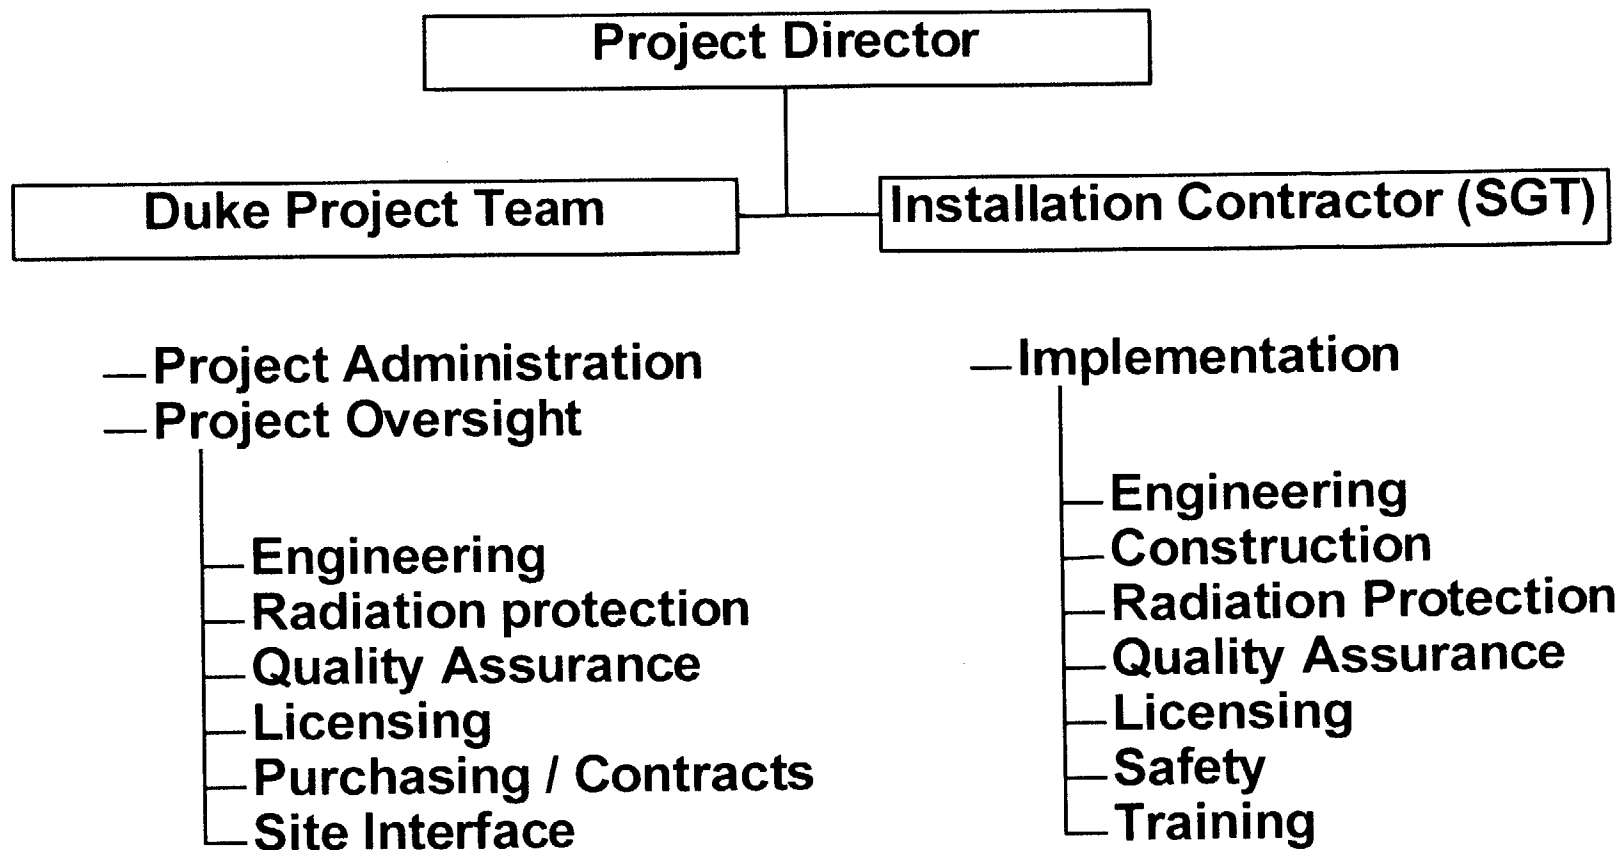 Project Director
Duke Project Team
Installation Contractor (SGT)
Project Administration
Project Oversight
Engineering
Radiation protection
Quality Assurance
Licensing
Purchasing / Contracts
Site Interface
Implementation
Engineering
Construction
Radiation Protection
Quality Assurance
Licensing
Safety
Training